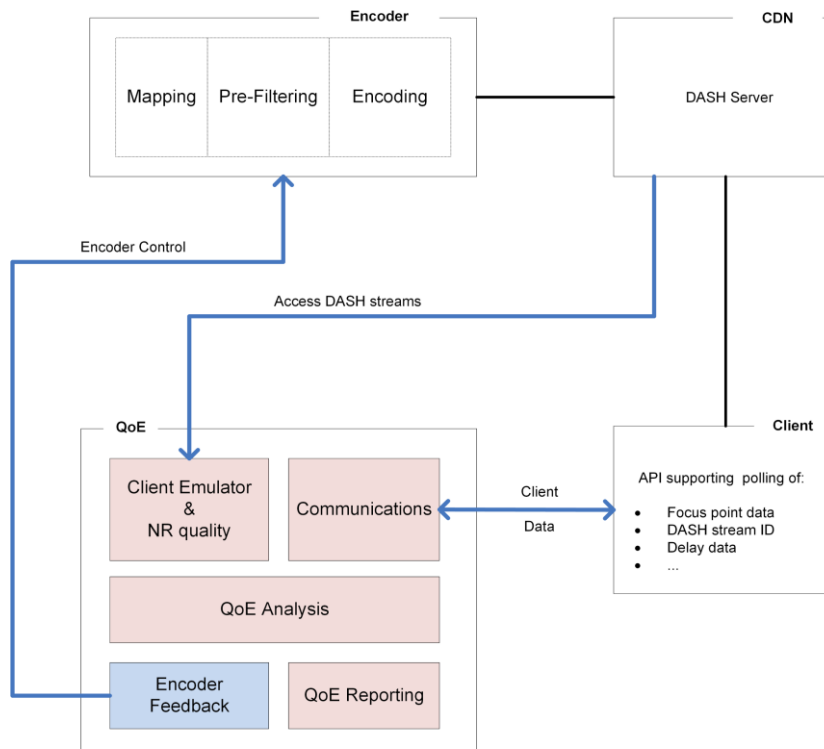 Encoder
CDN
Mapping
Pre-Filtering
Encoding
DASH Server
Encoder Control
Access DASH streams
QoE
Client
Client Emulator
&
NR quality
Communications
Client
Data
API supporting polling of:
• Focus point data
• DASH stream ID
• Delay data
• ...
QoE Analysis
Encoder
Feedback
QoE Reporting